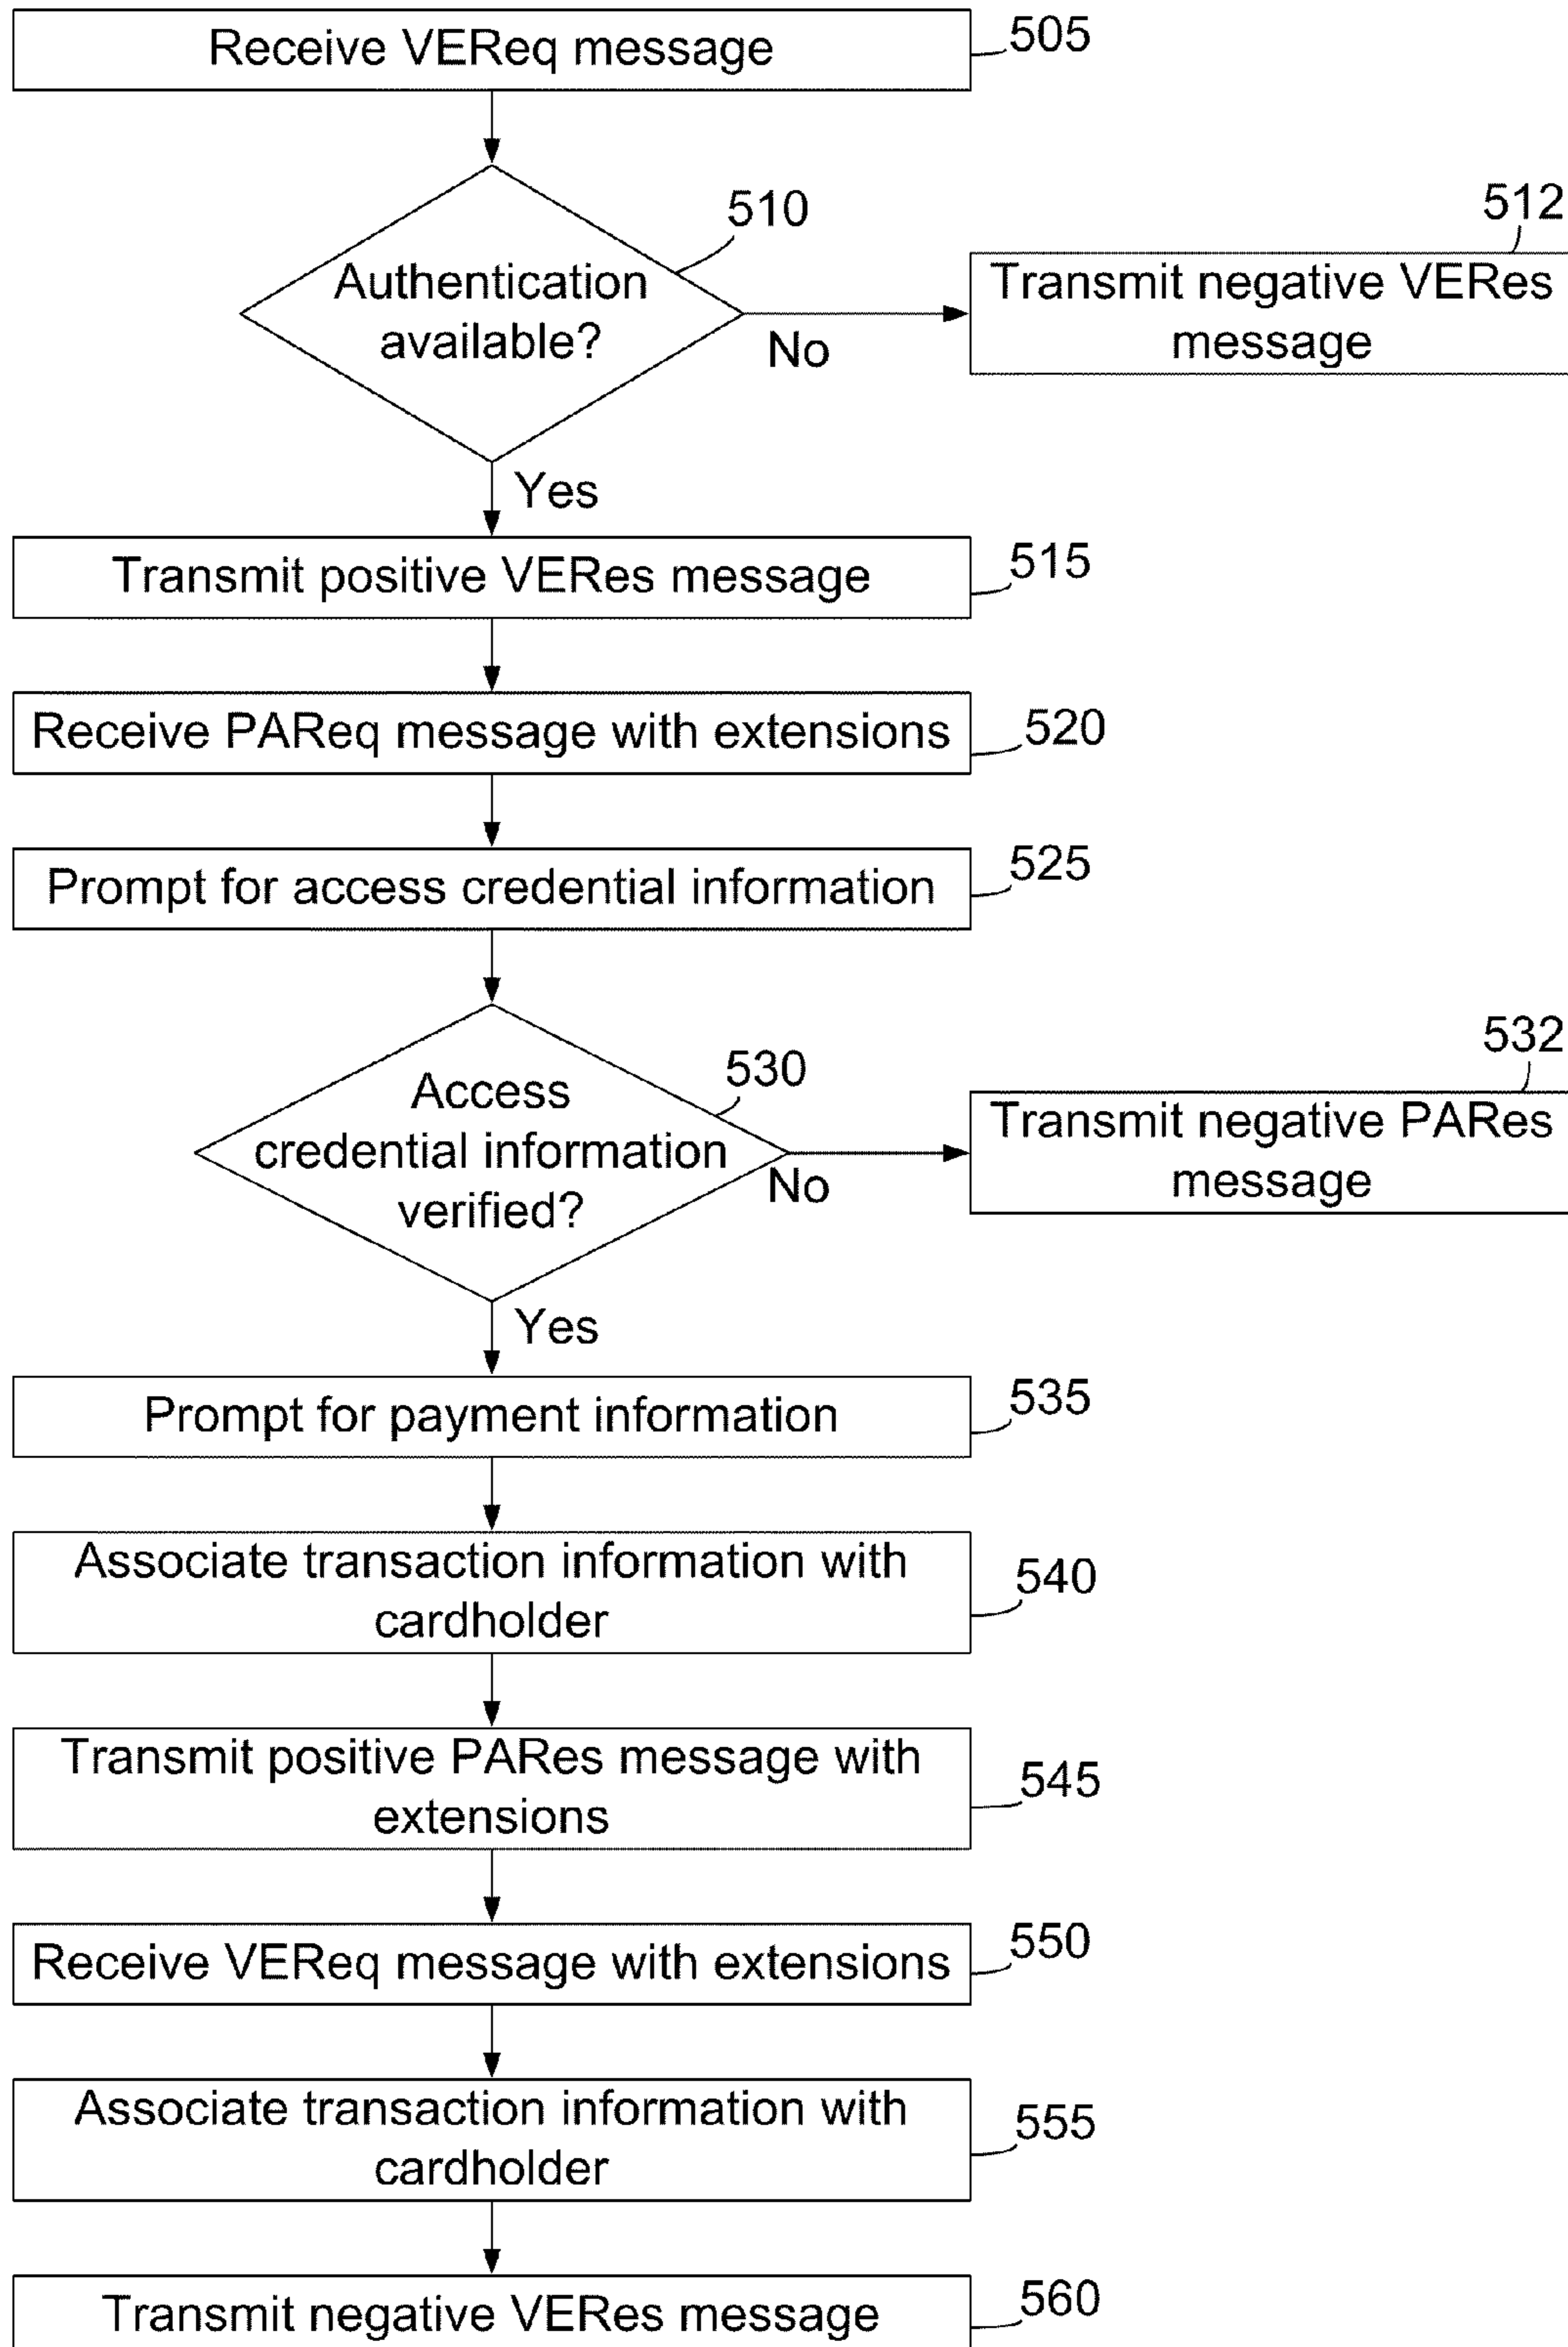 Receive VEReq message
505
510
Authentication
available?
No
512
Transmit negative VERes
message
Yes
Transmit positive VERes message
515
Receive PAReq message with extensions
520
Prompt for access credential information
525
530
Access
credential information
verified?
No
532
Transmit negative PARes
message
Yes
Prompt for payment information
535
Associate transaction information with
cardholder
540
Transmit positive PARes message with
extensions
545
Receive VEReq message with extensions
550
Associate transaction information with
cardholder
555
Transmit negative VERes message
560